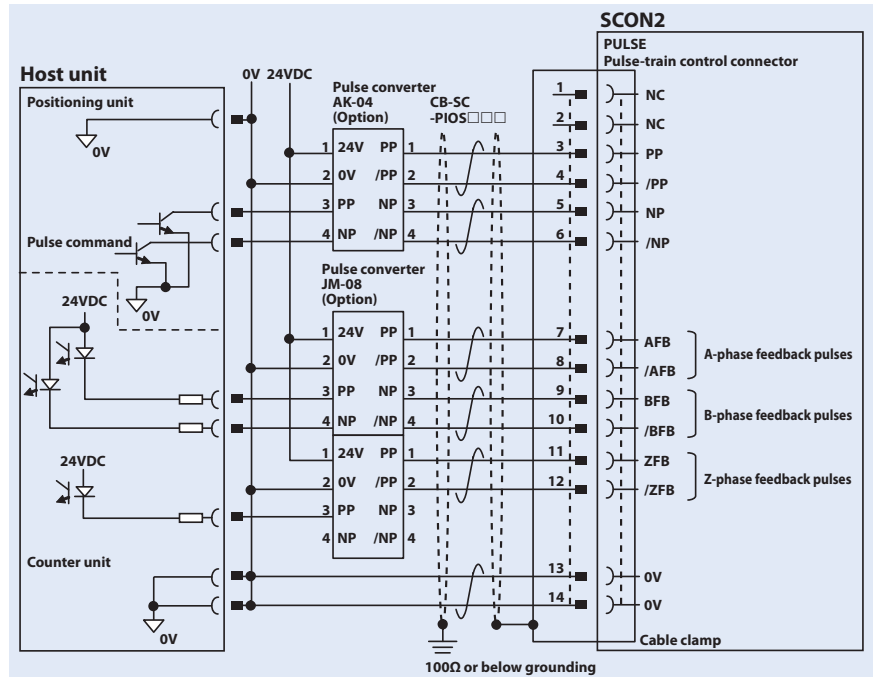 SCON2
PULSE
Pulse-train control connector
Host unit
0V 24VDC
Positioning unit
0V
Pulse converter
AK-04
(Option)
CB-SC
-PIOS□□□
1 24V PP 1
2 0V /PP 2
3 PP NP 3
4 NP /NP 4
1 NC
2 NC
3 PP
4 /PP
5 NP
6 /NP
Pulse command
0V
24VDC
Pulse converter
JM-08
(Option)
1 24V PP 1
2 0V /PP 2
3 PP NP 3
4 NP /NP 4
1 24V PP 1
2 0V /PP 2
3 PP NP 3
4 NP /NP 4
7 AFB
8 /AFB
A-phase feedback pulses
9 BFB
10 /BFB
B-phase feedback pulses
11 ZFB
12 /ZFB
Z-phase feedback pulses
24VDC
Counter unit
0V
13 0V
14 0V
Cable clamp
100Ω or below grounding